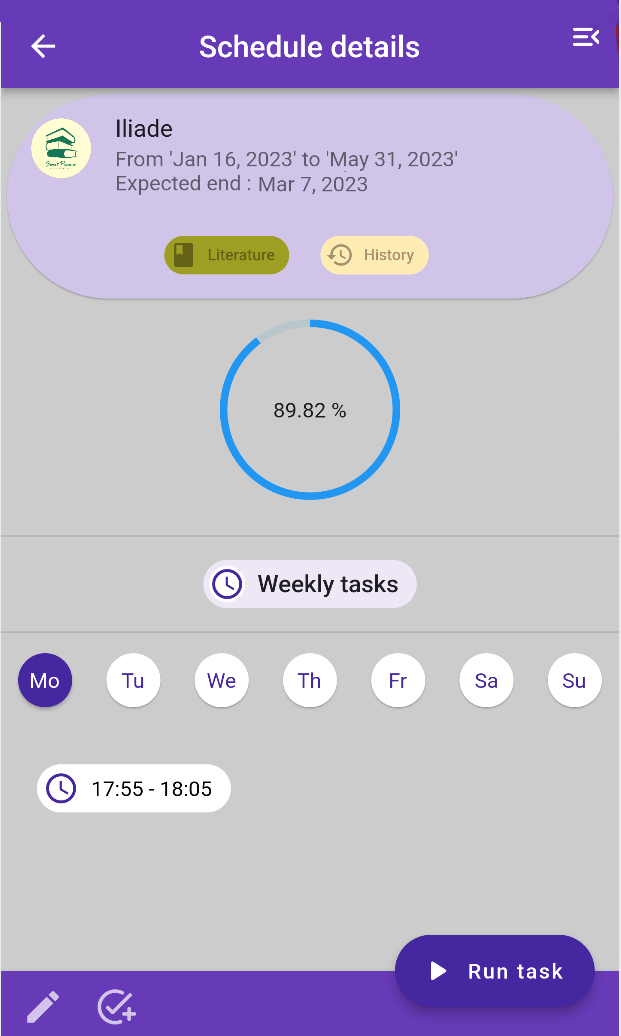 Schedule details
Iliade
From 'Jan 16, 2023' to 'May 31, 2023'
Expected end : Mar 7, 2023
Literature
History
89.82 %
Weekly tasks
Mo Tu We Th Fr Sa Su
17:55 - 18:05
Run task